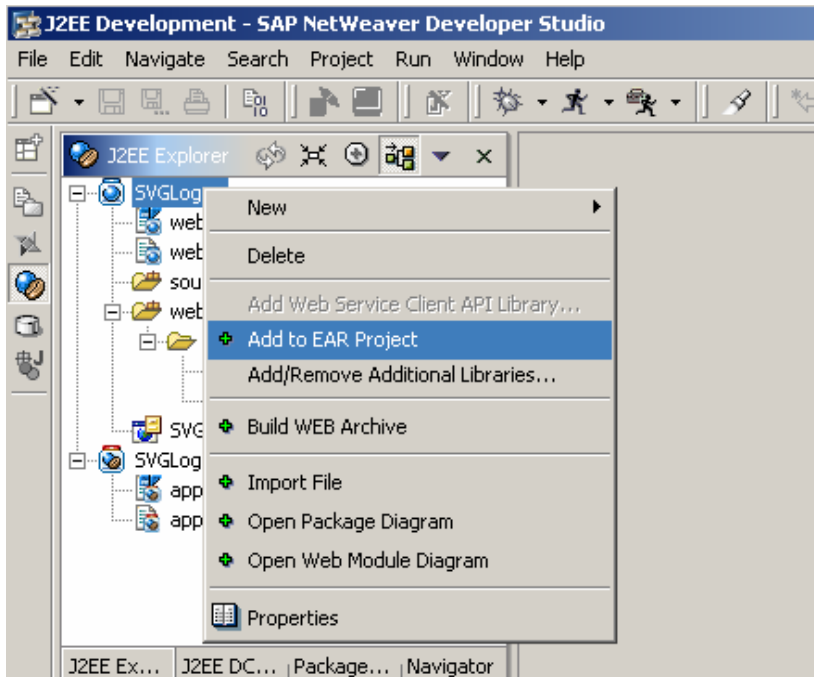 J2EE Development - SAP NetWeaver Developer Studio
File Edit Navigate Search Project Run Window Help
J2EE Explorer
SVGLog
web
web
sou
web
SVG
SVGLog
app
app
New
Delete
Add Web Service Client API Library...
Add to EAR Project
Add/Remove Additional Libraries...
Build WEB Archive
Import File
Open Package Diagram
Open Web Module Diagram
Properties
J2EE Ex... J2EE DC... Package... Navigator